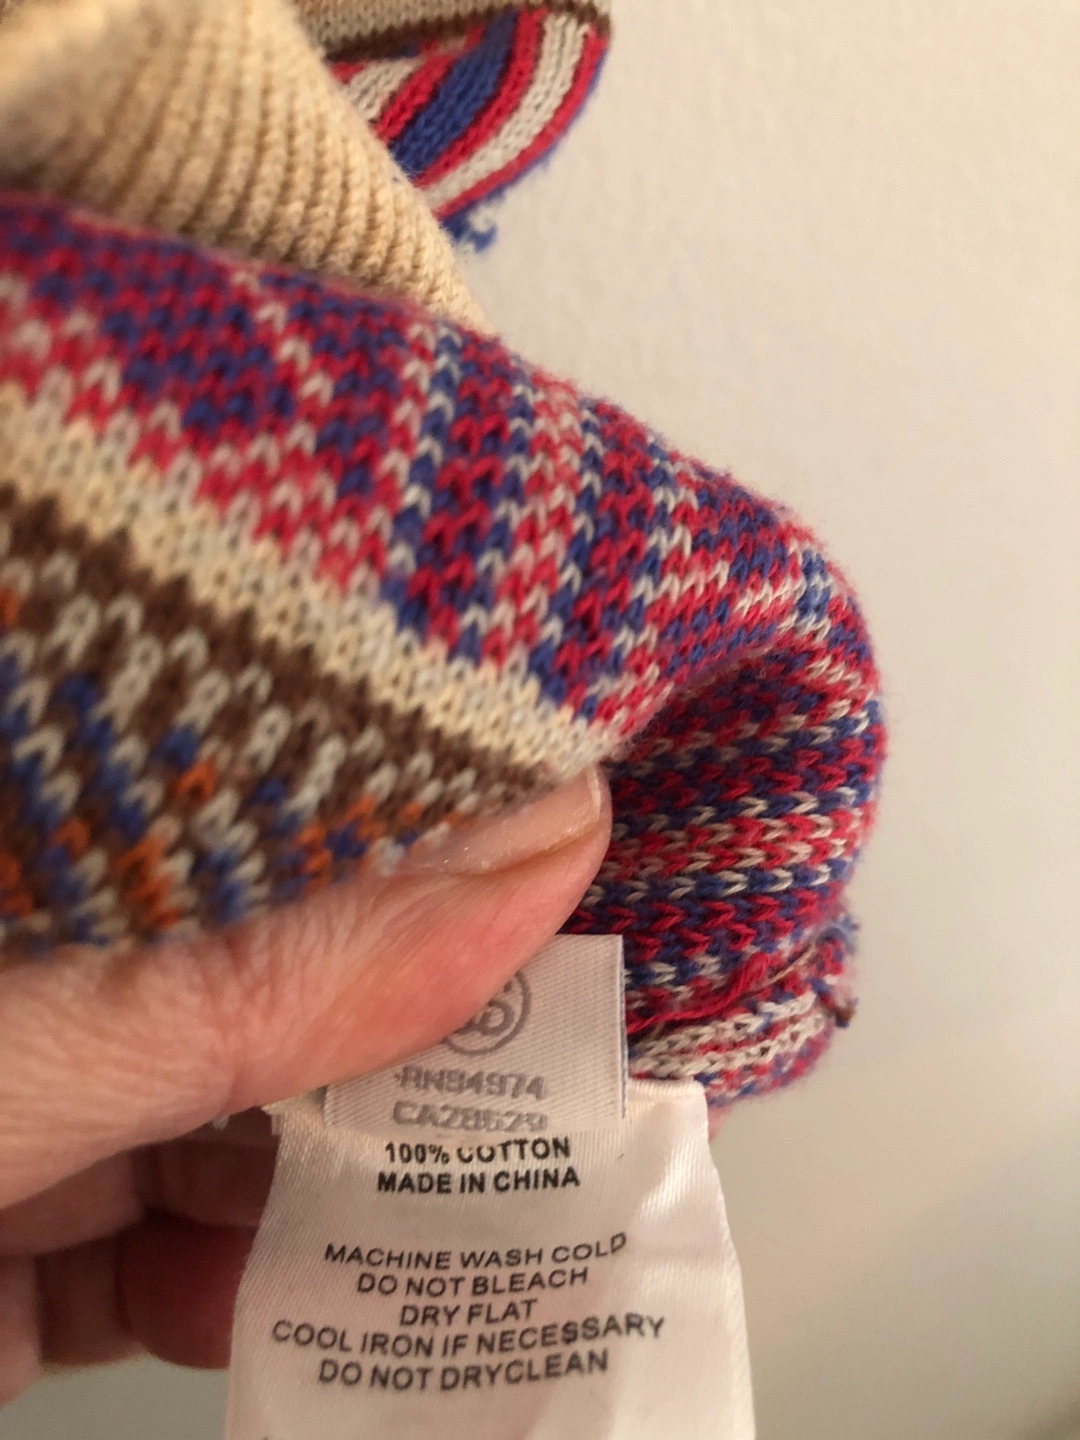 RN94974
CA28629
100% COTTON
MADE IN CHINA
MACHINE WASH COLD
DO NOT BLEACH
DRY FLAT
COOL IRON IF NECESSARY
DO NOT DRYCLEAN